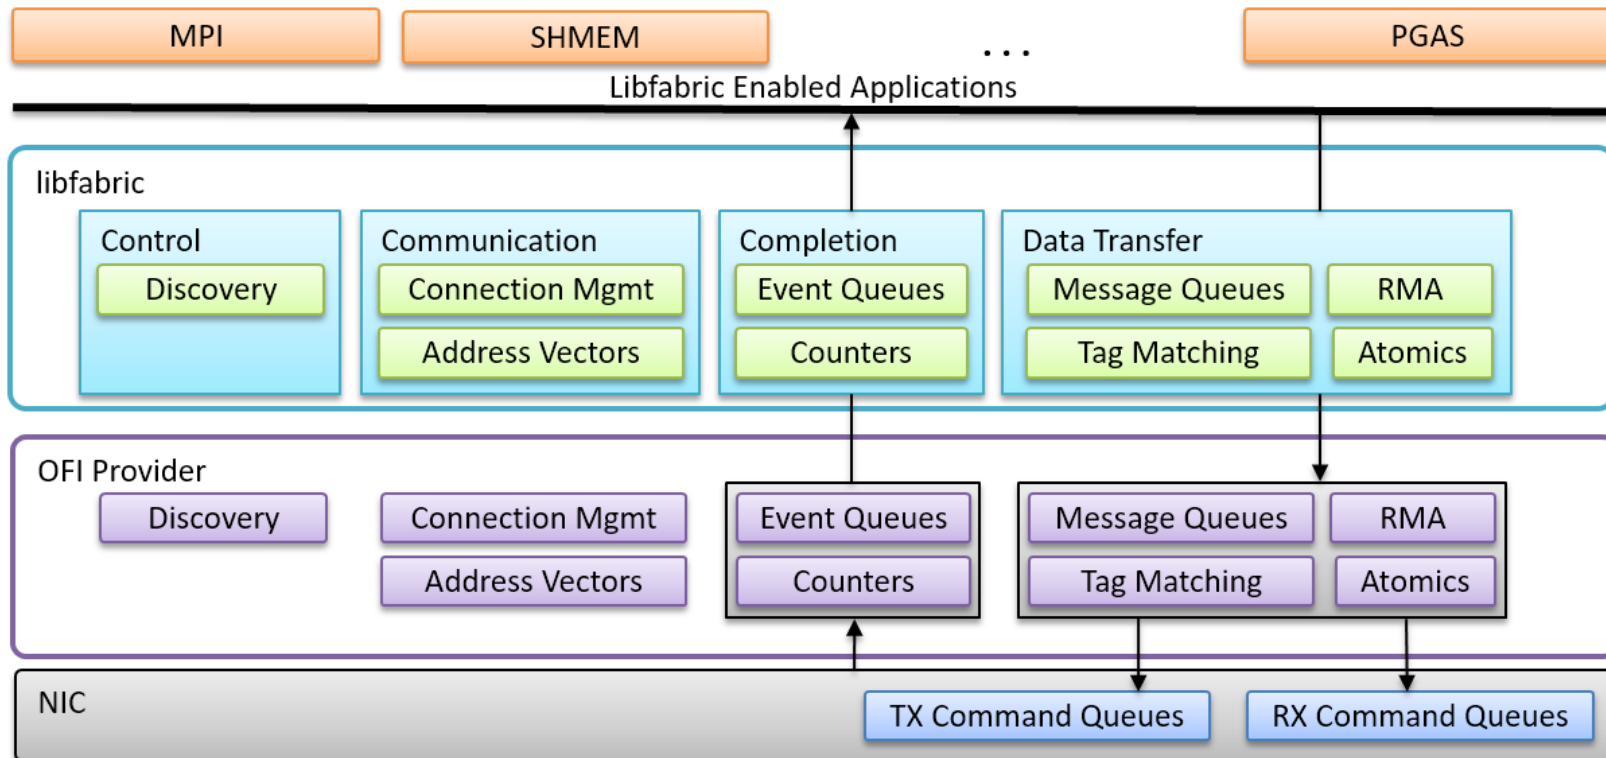 MPI
SHMEM
...
PGAS
Libfabric Enabled Applications
libfabric
Control
Communication
Completion
Data Transfer
Discovery
Connection Mgmt
Event Queues
Message Queues
RMA
Address Vectors
Counters
Tag Matching
Atomics
OFI Provider
Discovery
Connection Mgmt
Event Queues
Message Queues
RMA
Address Vectors
Counters
Tag Matching
Atomics
NIC
TX Command Queues
RX Command Queues